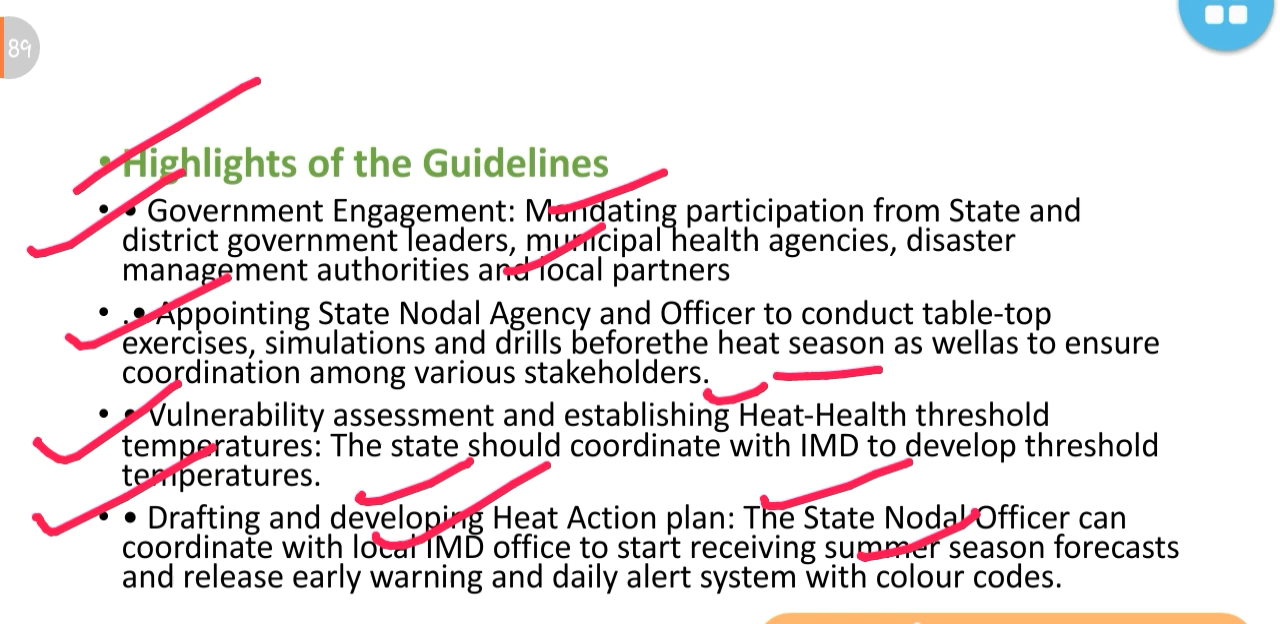 89
• Highlights of the Guidelines
• • Government Engagement: Mandating participation from State and
district government leaders, municipal health agencies, disaster
management authorities and local partners
• .• Appointing State Nodal Agency and Officer to conduct table-top
exercises, simulations and drills beforethe heat season as wellas to ensure
coordination among various stakeholders.
• • Vulnerability assessment and establishing Heat-Health threshold
temperatures: The state should coordinate with IMD to develop threshold
temperatures.
• • Drafting and developing Heat Action plan: The State Nodal Officer can
coordinate with local IMD office to start receiving summer season forecasts
and release early warning and daily alert system with colour codes.